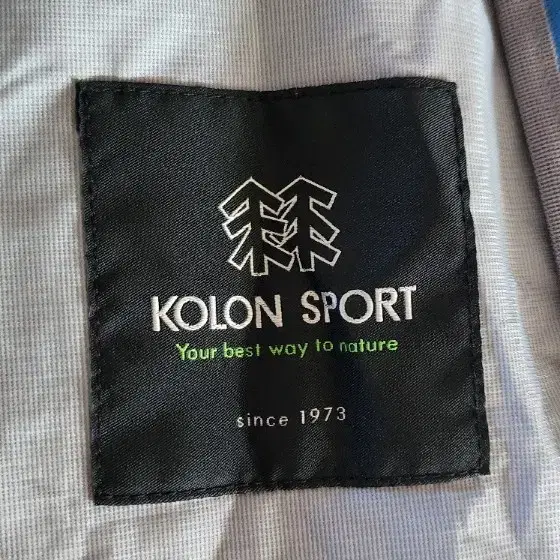 KOLON SPORT
Your best way to nature
since 1973